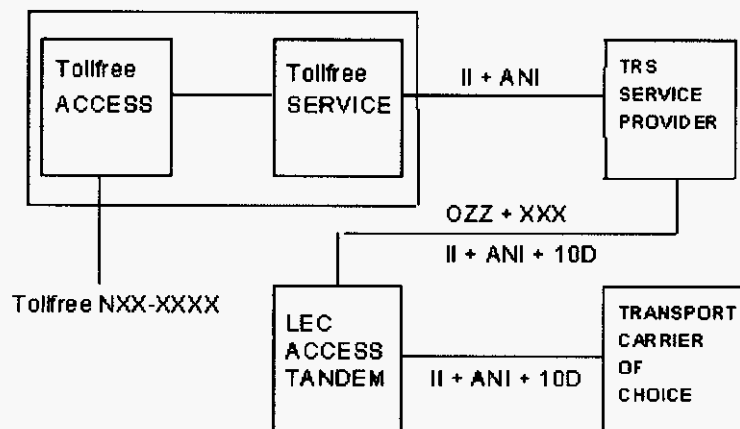 Tollfree
ACCESS
Tollfree
SERVICE
II + ANI
TRS
SERVICE
PROVIDER
OZZ + XXX
II + ANI + 10D
Tollfree NXX-XXXX
LEC
ACCESS
TANDEM
II + ANI + 10D
TRANSPORT
CARRIER
OF
CHOICE